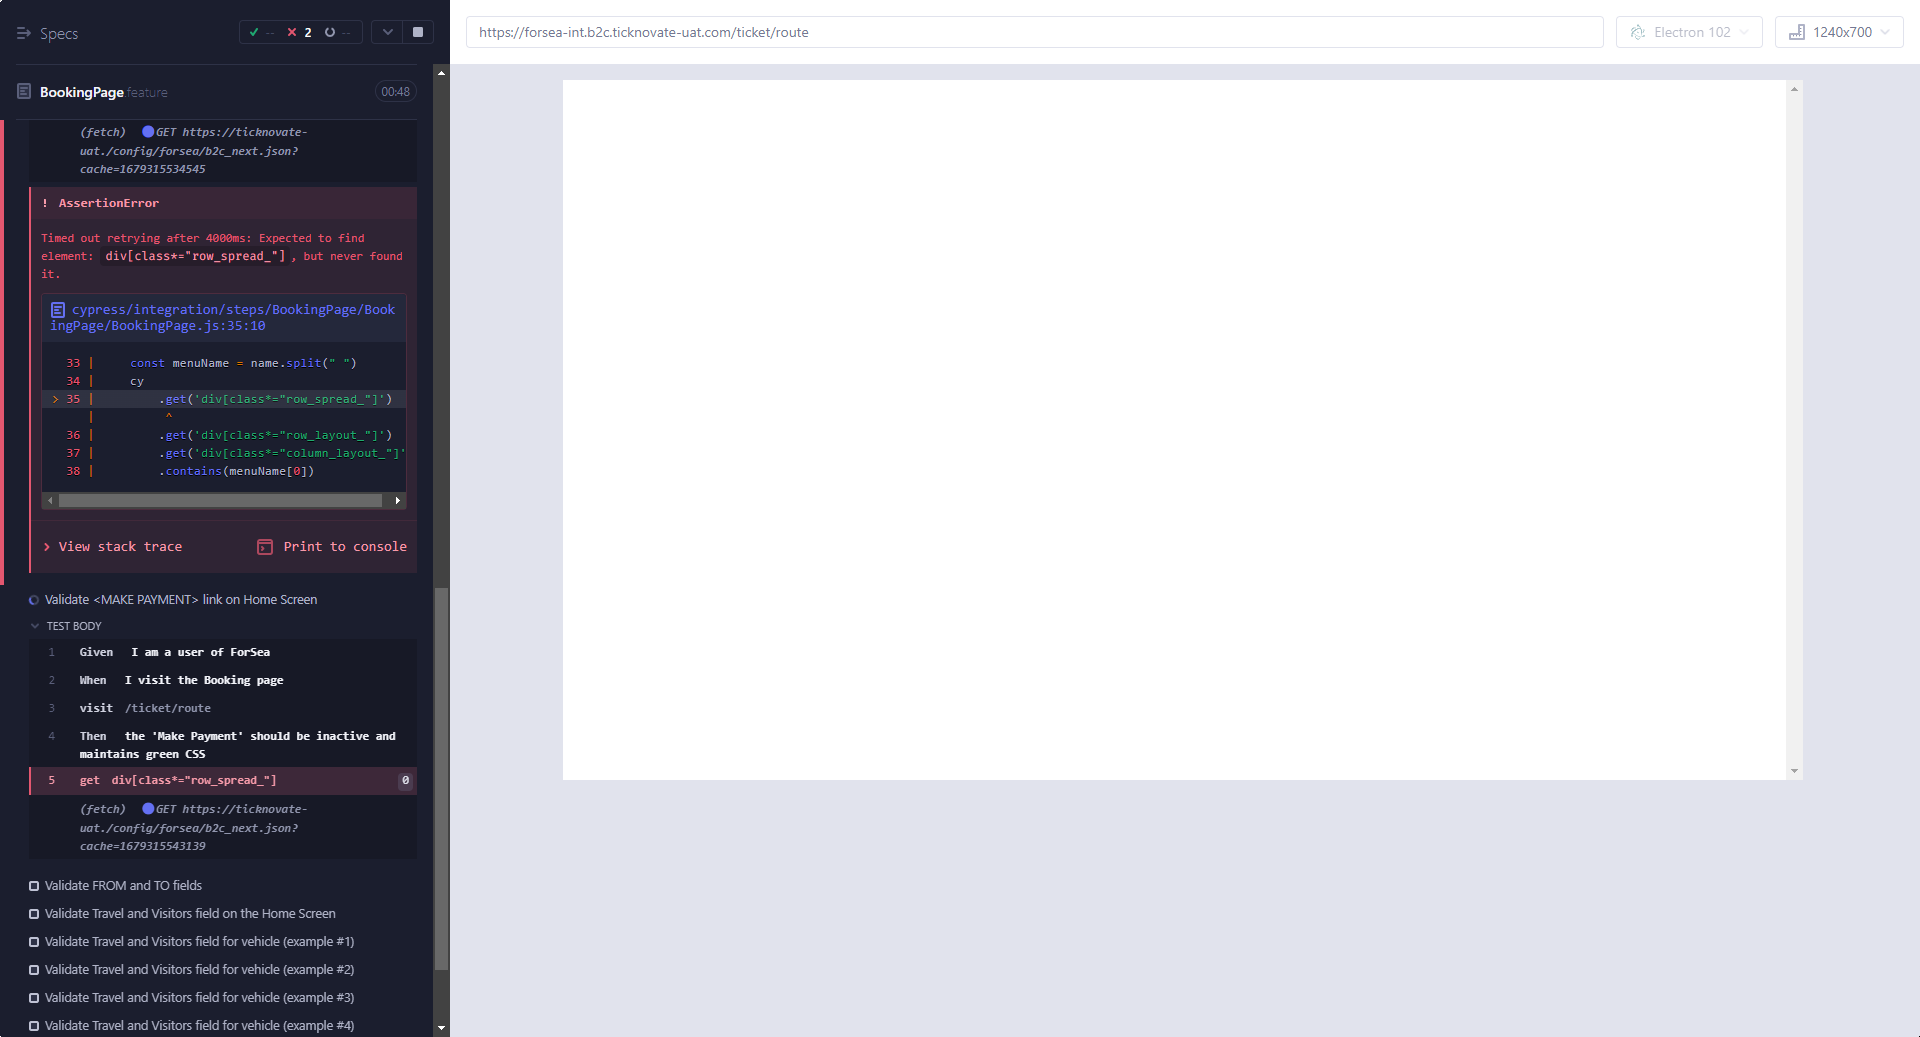 Specs
-- 2 --
https://forsea-int.b2c.ticknovate-uat.com/ticket/route
Electron 102
1240x700
BookingPage.feature
00:48
(fetch) GET https://ticknovate-
uat./config/forsea/b2c_next.json?
cache=1679315534545
! AssertionError
Timed out retrying after 4000ms: Expected to find
element: div[class*="row_spread_"], but never found
it.
cypress/integration/steps/BookingPage/Book
ingPage/BookingPage.js:35:10
33 | const menuName = name.split(" ")
34 | cy
> 35 | .get('div[class*="row_spread_"]')
| ^
36 | .get('div[class*="row_layout_"]')
37 | .get('div[class*="column_layout_"]'
38 | .contains(menuName[0])
View stack trace
Print to console
Validate <MAKE PAYMENT> link on Home Screen
TEST BODY
1 Given I am a user of ForSea
2 When I visit the Booking page
3 visit /ticket/route
4 Then the 'Make Payment' should be inactive and
maintains green CSS
5 get div[class*="row_spread_"] 0
(fetch) GET https://ticknovate-
uat./config/forsea/b2c_next.json?
cache=1679315543139
Validate FROM and TO fields
Validate Travel and Visitors field on the Home Screen
Validate Travel and Visitors field for vehicle (example #1)
Validate Travel and Visitors field for vehicle (example #2)
Validate Travel and Visitors field for vehicle (example #3)
Validate Travel and Visitors field for vehicle (example #4)